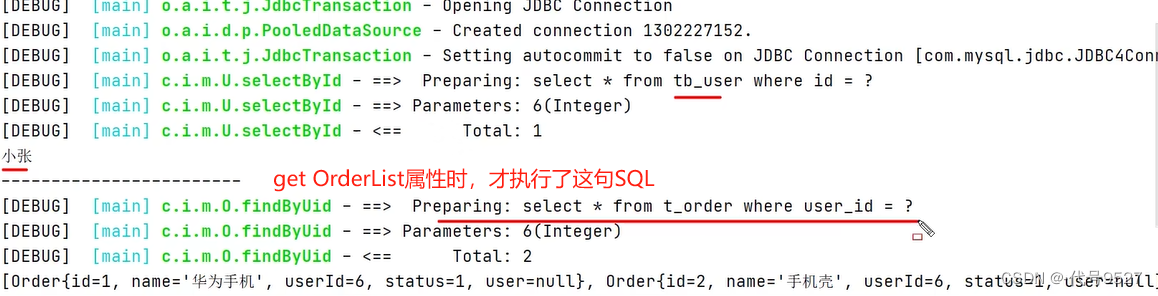 [DEBUG] [main] o.a.i.t.j.JdbcTransaction - Opening JDBC Connection
[DEBUG] [main] o.a.i.d.p.PooledDataSource - Created connection 1302227152.
[DEBUG] [main] o.a.i.t.j.JdbcTransaction - Setting autocommit to false on JDBC Connection [com.mysql.jdbc.JDBC4Conn
[DEBUG] [main] c.i.m.U.selectById - ==> Preparing: select * from tb_user where id = ?
[DEBUG] [main] c.i.m.U.selectById - ==> Parameters: 6(Integer)
[DEBUG] [main] c.i.m.U.selectById - <== Total: 1
小张
------------------------
get OrderList属性时，才执行了这句SQL
[DEBUG] [main] c.i.m.O.findByUid - ==> Preparing: select * from t_order where user_id = ?
[DEBUG] [main] c.i.m.O.findByUid - ==> Parameters: 6(Integer)
[DEBUG] [main] c.i.m.O.findByUid - <== Total: 2
[Order{id=1, name='华为手机', userId=6, status=1, user=null}, Order{id=2, name='手机壳', userId=6, status=1, user=null}
CSDN @-代号9527